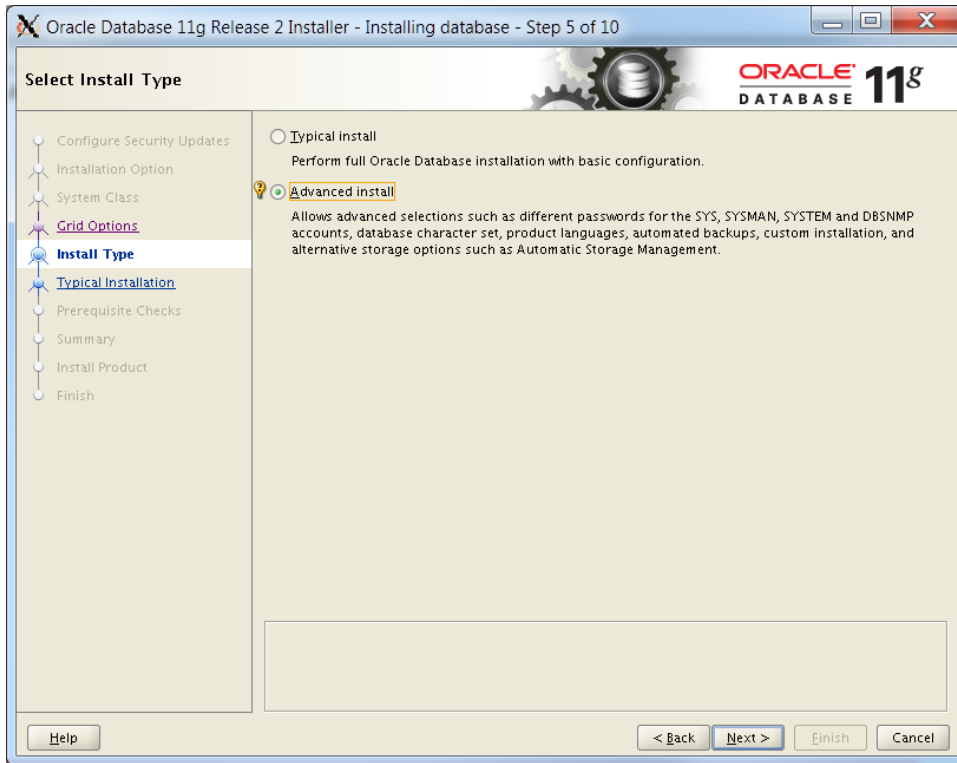 Oracle Database 11g Release 2 Installer - Installing database - Step 5 of 10
Select Install Type
ORACLE
DATABASE 11g
Configure Security Updates
Installation Option
System Class
Grid Options
Install Type
Typical Installation
Prerequisite Checks
Summary
Install Product
Finish
Typical install
Perform full Oracle Database installation with basic configuration.
Advanced install
Allows advanced selections such as different passwords for the SYS, SYSMAN, SYSTEM and DBSNMP
accounts, database character set, product languages, automated backups, custom installation, and
alternative storage options such as Automatic Storage Management.
Help
< Back
Next >
Finish
Cancel